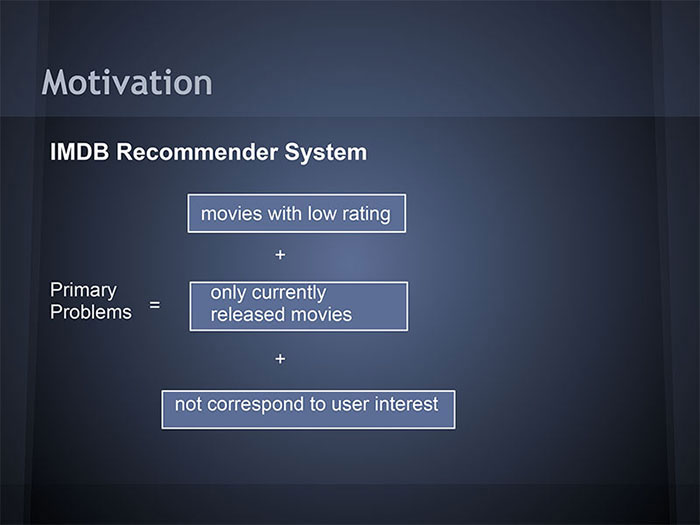 Motivation
IMDB Recommender System
movies with low rating
+
Primary
Problems =
only currently
released movies
+
not correspond to user interest